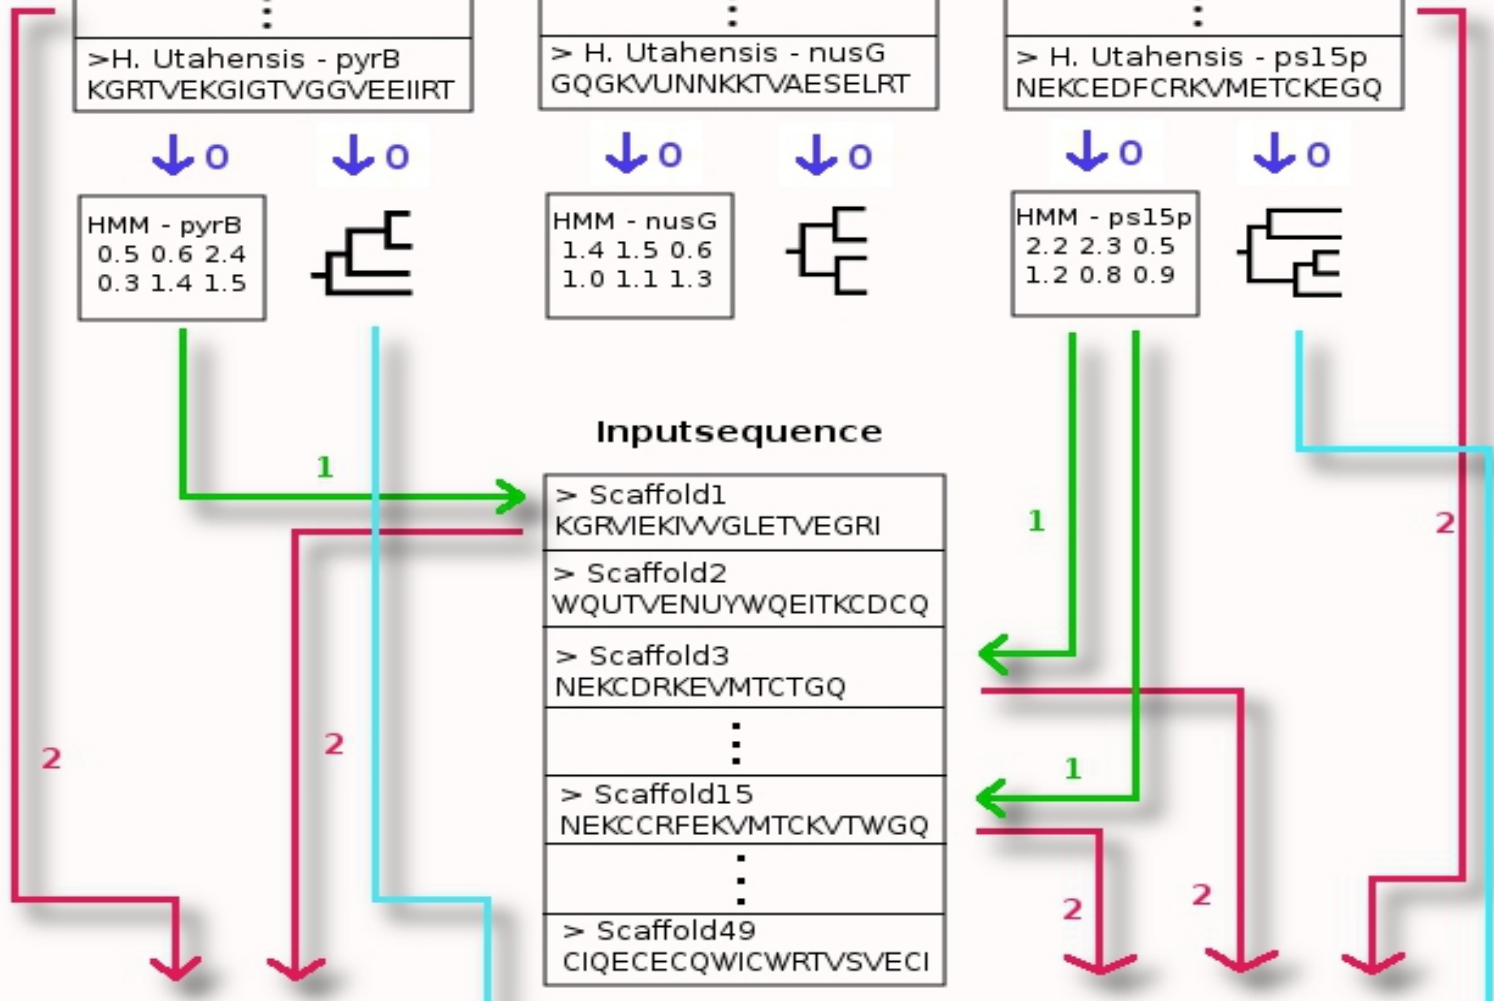 >H. Utahensis - pyrB
KGRTVEKGIGTVGGVEEIIRT
> H. Utahensis - nusG
GQGKVUNNKKTVAESELRT
> H. Utahensis - ps15p
NEKCEDFCRKVMETCKEGQ
0
0
0
0
0
0
HMM - pyrB
0.5 0.6 2.4
0.3 1.4 1.5
HMM - nusG
1.4 1.5 0.6
1.0 1.1 1.3
HMM - ps15p
2.2 2.3 0.5
1.2 0.8 0.9
Inputsequence
1
> Scaffold1
KGRVIEKIVVGLETVEGRI
1
2
> Scaffold2
WQUTVENUYWQEITKCDCQ
> Scaffold3
NEKCDRKEVMTCTGQ
2
2
1
> Scaffold15
NEKCCRFEKVMTCKVTWGQ
2
2
> Scaffold49
CIQECECQWICWRTVSVECI